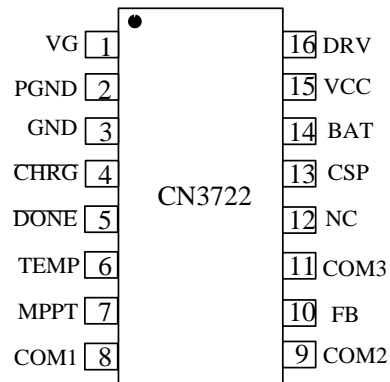 VG 1 16 DRV
PGND 2 15 VCC
GND 3 14 BAT
CHRG 4 13 CSP
CN3722
DONE 5 12 NC
TEMP 6 11 COM3
MPPT 7 10 FB
COM1 8 9 COM2